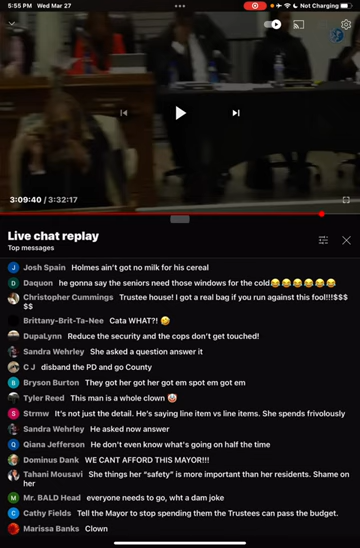 5:55 PM Wed Mar 27
Not Charging
3:09:40 / 3:32:17
Live chat replay
Top messages
J Josh Spain Holmes ain't got no milk for his cereal
D Daquon he gonna say the seniors need those windows for the cold😂😂😂😂😂😂
Christopher Cummings Trustee house! I got a real bag if you run against this fool!!!$$$
$$
Brittany-Brit-Ta-Nee Cata WHAT?! 🤣
DupaLynn Reduce the security and the cops don't get touched!
Sandra Wehrley She asked a question answer it
C J disband the PD and go County
B Bryson Burton They got her got her got em spot em got em
Tyler Reed This man is a whole clown 🤡
S Strmw It's not just the detail. He's saying line item vs line items. She spends frivolously
Sandra Wehrley He asked now answer
Q Qiana Jefferson He don't even know what's going on half the time
Dominus Dank WE CANT AFFORD THIS MAYOR!!!
Tahani Mousavi She things her "safety" is more important than her residents. Shame on
her
M Mr. BALD Head everyone needs to go, wht a dam joke
C Cathy Fields Tell the Mayor to stop spending them the Trustees can pass the budget.
Marissa Banks Clown